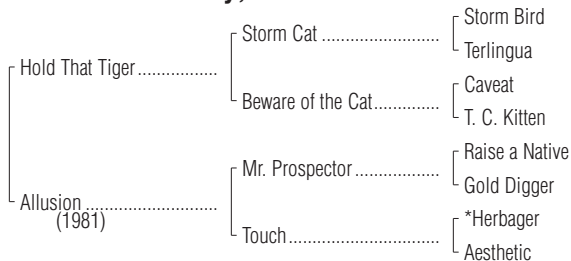 Storm Bird
Storm Cat ........................
Terlingua
Hold That Tiger................
Caveat
Beware of the Cat.............
T. C. Kitten
Raise a Native
Mr. Prospector .................
Gold Digger
Allusion ..........................
(1981)
*Herbager
Touch...............................
Aesthetic